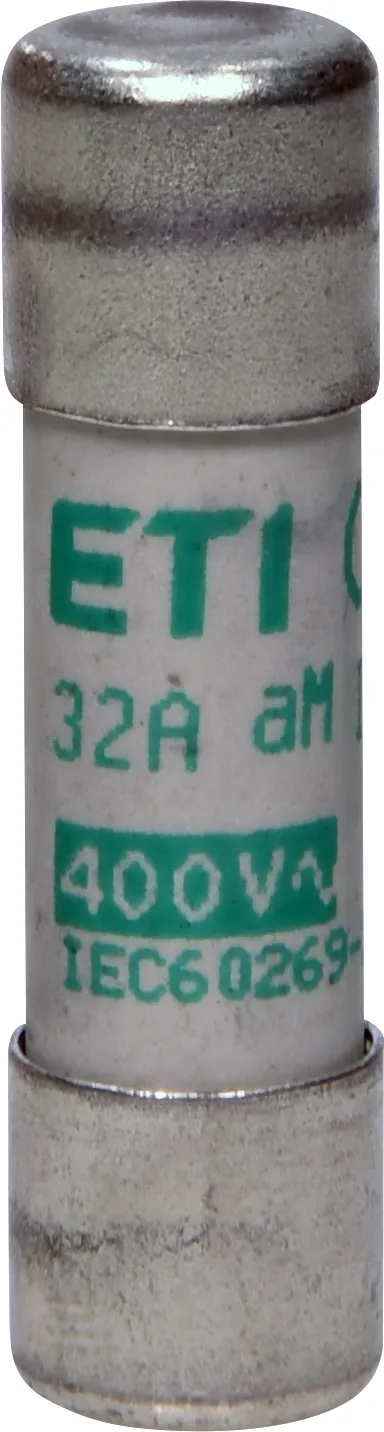 ETI
32A aM
400V~
IEC60269-